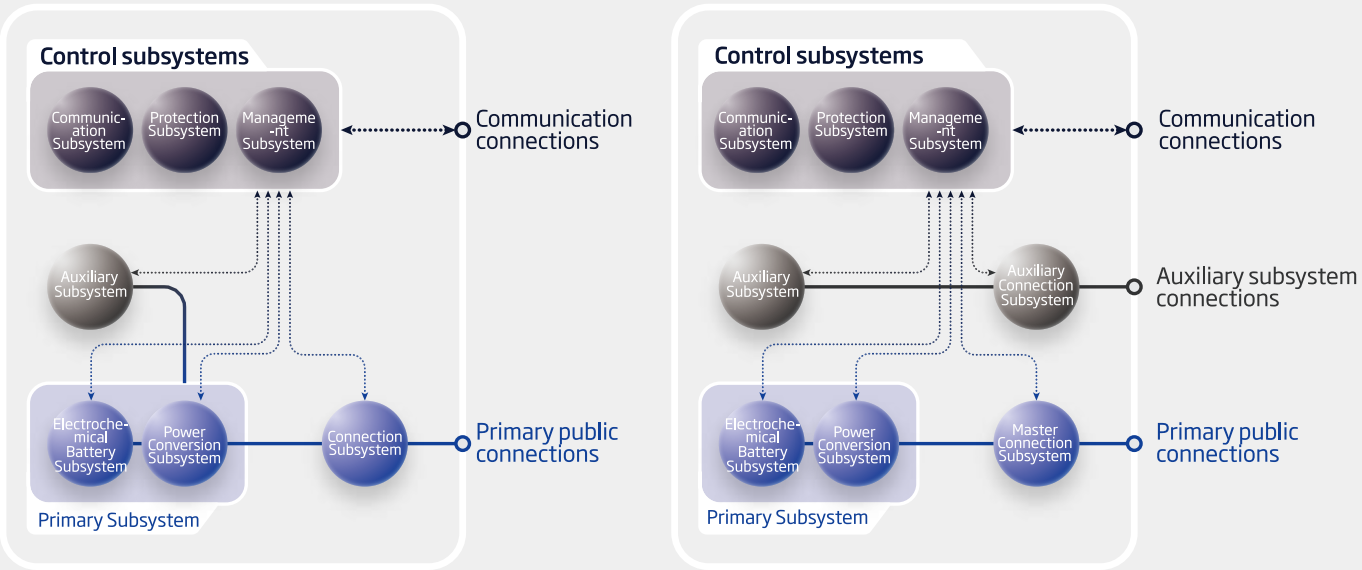 Control subsystems
Communic-
ation
Subsystem
Protection
Subsystem
Manageme
-nt
Subsystem
Communication
connections
Auxiliary
Subsystem
Electroche-
mical
Battery
Subsystem
Power
Conversion
Subsystem
Connection
Subsystem
Primary public
connections
Primary Subsystem
Control subsystems
Communic-
ation
Subsystem
Protection
Subsystem
Manageme
-nt
Subsystem
Communication
connections
Auxiliary
Subsystem
Auxiliary
Connection
Subsystem
Auxiliary subsystem
connections
Electroche-
mical
Battery
Subsystem
Power
Conversion
Subsystem
Master
Connection
Subsystem
Primary public
connections
Primary Subsystem